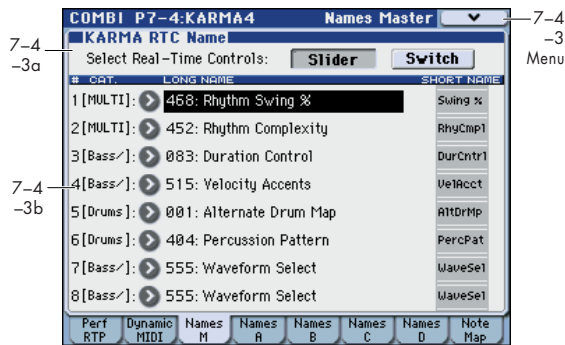 COMBI P7-4:KARMA4 Names Master
7-4
-3
Menu
KARMA RTC Name
7-4
-3a
Select Real-Time Controls: Slider Switch
# CAT. LONG NAME SHORT NAME
1[MULTI]: 468: Rhythm Swing % Swing %
2[MULTI]: 452: Rhythm Complexity RhyCmpl
3[Bass/]: 083: Duration Control DurCntrl
7-4
-3b
4[Bass/]: 515: Velocity Accents VelAcct
5[Drums]: 001: Alternate Drum Map AltDrMp
6[Drums]: 404: Percussion Pattern PercPat
7[Bass/]: 555: Waveform Select WaveSel
8[Bass/]: 555: Waveform Select WaveSel
Perf RTP Dynamic MIDI Names M Names A Names B Names C Names D Note Map